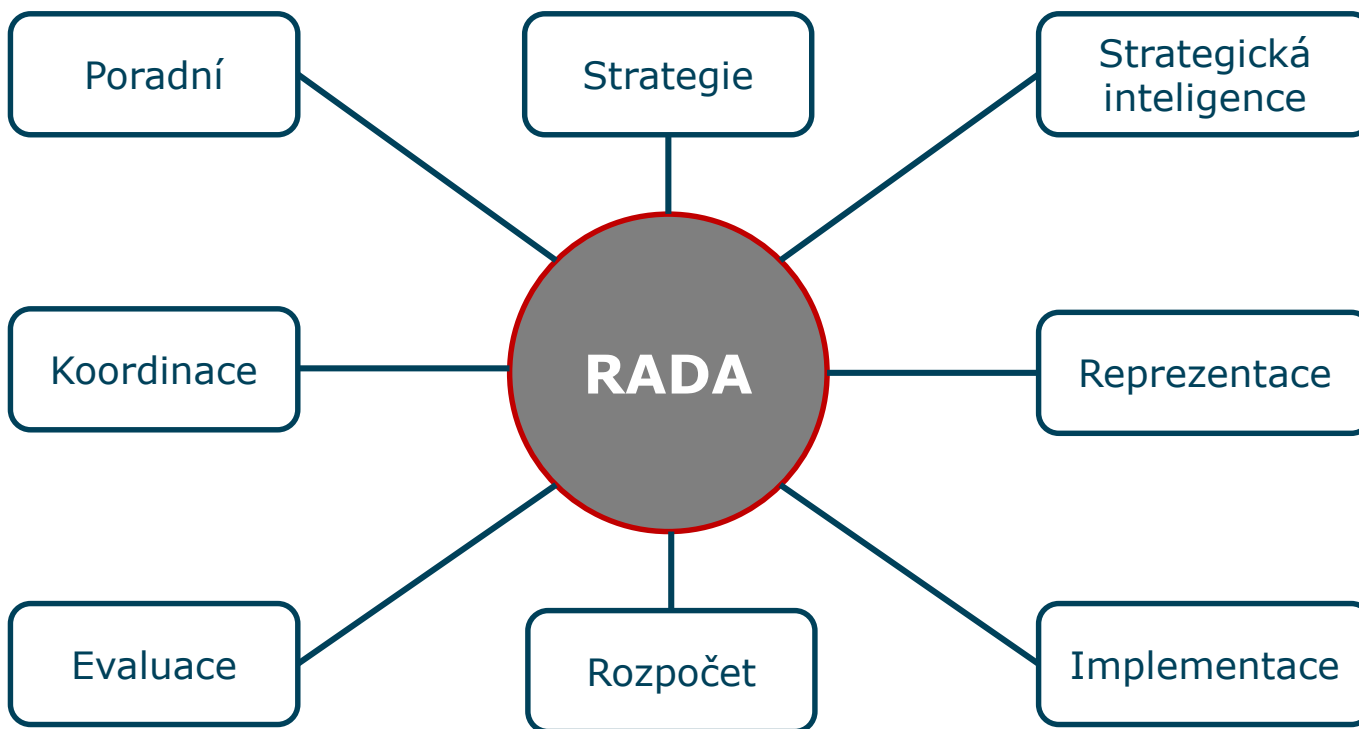 Poradní
Strategie
Strategická
inteligence
Koordinace
RADA
Reprezentace
Evaluace
Rozpočet
Implementace